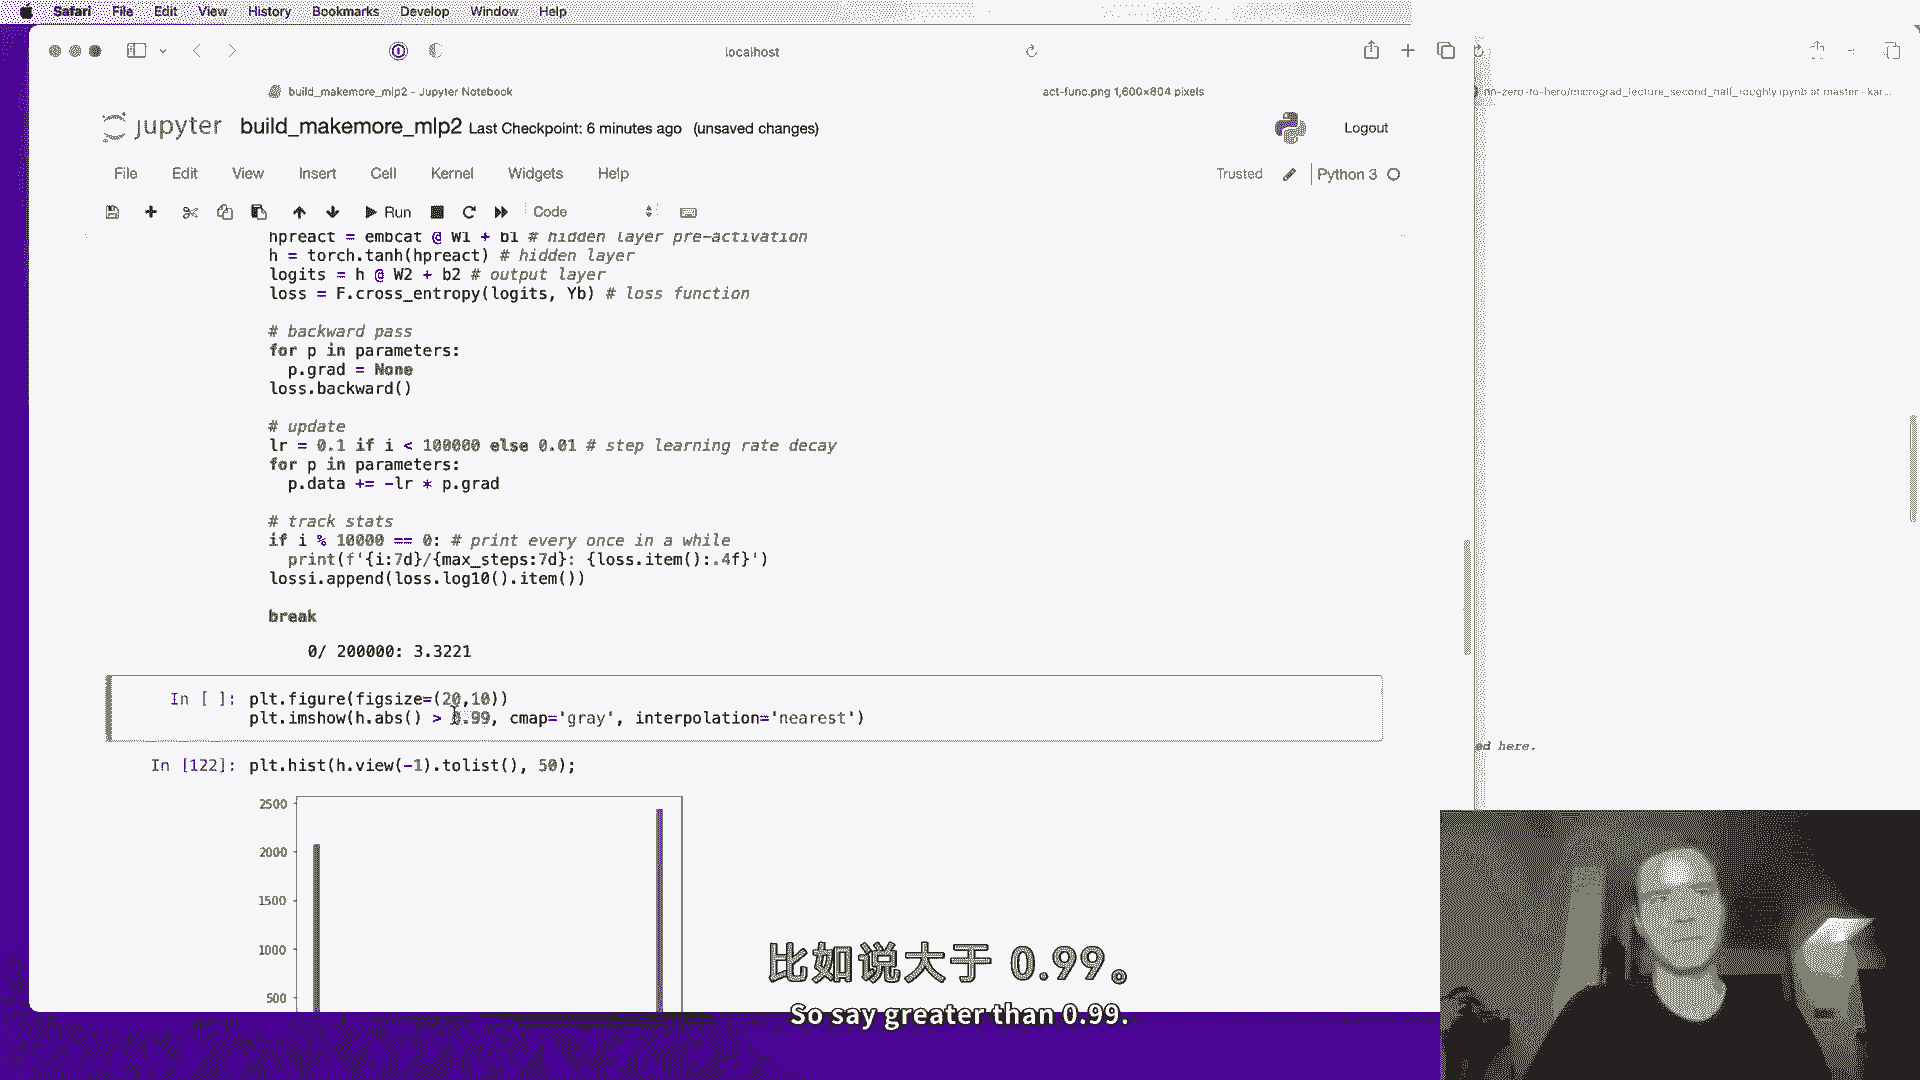 Safari File Edit View History Bookmarks Develop Window Help
localhost
build_makemore_mlp2 - Jupyter Notebook
act-func.png 1,600×804 pixels
nn-zero-to-hero/micrograd_lecture_second_half_roughly.ipynb at master · kar...
jupyter build_makemore_mlp2 Last Checkpoint: 6 minutes ago (unsaved changes)
Logout
File Edit View Insert Cell Kernel Widgets Help
Trusted Python 3
Run Code
hpreact = embcat @ W1 + b1 # hidden layer pre-activation
h = torch.tanh(hpreact) # hidden layer
logits = h @ W2 + b2 # output layer
loss = F.cross_entropy(logits, Yb) # loss function
# backward pass
for p in parameters:
p.grad = None
loss.backward()
# update
lr = 0.1 if i < 100000 else 0.01 # step learning rate decay
for p in parameters:
p.data += -lr * p.grad
# track stats
if i % 10000 == 0: # print every once in a while
print(f'{i:7d}/{max_steps:7d}: {loss.item():.4f}')
lossi.append(loss.log10().item())
break
0/ 200000: 3.3221
In [ ]: plt.figure(figsize=(20,10))
plt.imshow(h.abs() > 0.99, cmap='gray', interpolation='nearest')
ed here.
In [122]: plt.hist(h.view(-1).tolist(), 50);
2500
2000
1500
1000
500
比如说大于 0.99。
So say greater than 0.99.